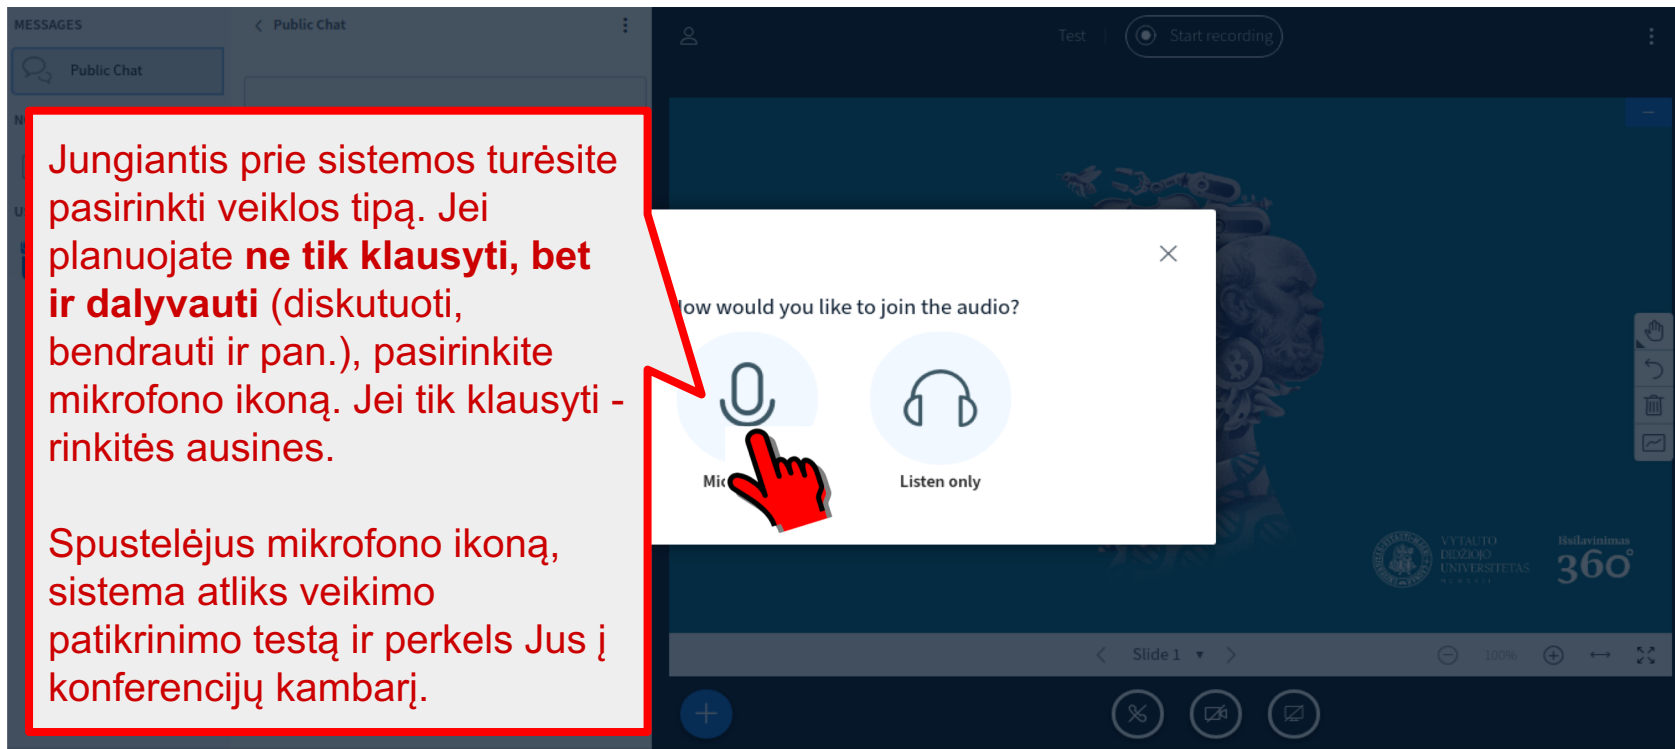 MESSAGES
Public Chat
Public Chat
Test
Start recording
Jungiantis prie sistemos turėsite
pasirinkti veiklos tipą. Jei
planuojate ne tik klausyti, bet
ir dalyvauti (diskutuoti,
bendrauti ir pan.), pasirinkite
mikrofono ikoną. Jei tik klausyti -
rinkitės ausines.
Spustelėjus mikrofono ikoną,
sistema atliks veikimo
patikrinimo testą ir perkels Jus į
konferencijų kambarį.
would you like to join the audio?
Listen only
VYTAUTO
DIDŽIOJO
UNIVERSITETAS
Išsilavinimas
360°
Slide 1
100%